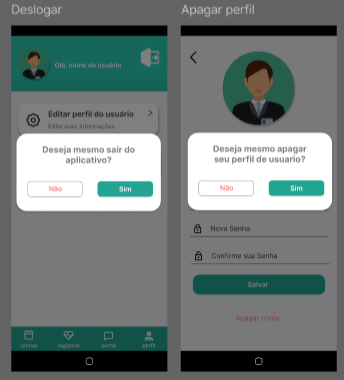 Deslogar
Olá, nome do usuário
Editar perfil do usuário
Edite suas informações
Deseja mesmo sair do
aplicativo?
Não
Sim
rotinas
registros
portal
perfil
Apagar perfil
Deseja mesmo apagar
seu perfil de usuario?
Não
Sim
Nova Senha
Confirme sua Senha
Salvar
Apagar conta